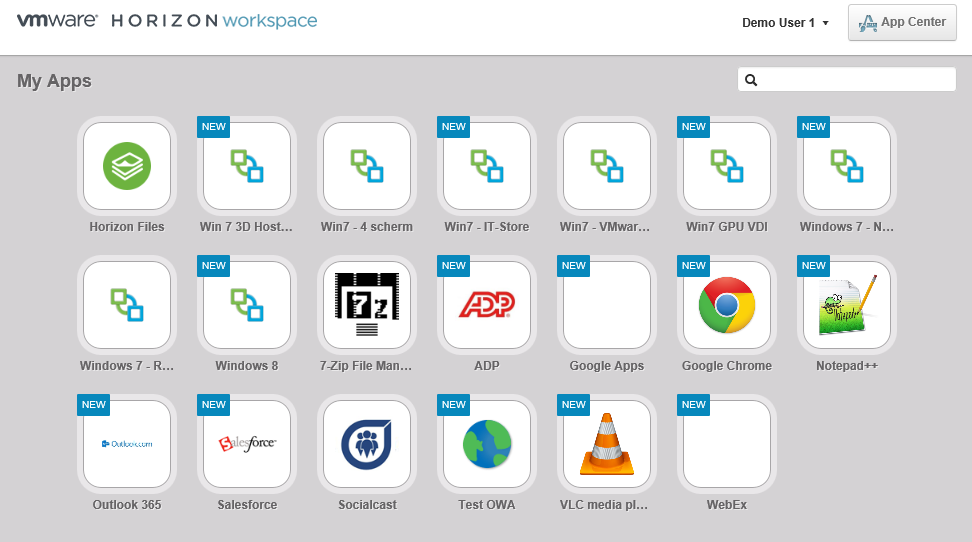 vmware® HORIZON workspace
Demo User 1
App Center
My Apps
NEW
NEW
NEW
NEW
Horizon Files
Win 7 3D Host...
Win7 - 4 scherm
Win7 - IT-Store
Win7 - VMwar...
Win7 GPU VDI
Windows 7 - N...
NEW
NEW
NEW
NEW
NEW
7z
ADP
Windows 7 - R...
Windows 8
7-Zip File Man...
ADP
Google Apps
Google Chrome
Notepad++
NEW
NEW
NEW
NEW
NEW
Outlook.com
Salesforce
Outlook 365
Salesforce
Socialcast
Test OWA
VLC media pl...
WebEx